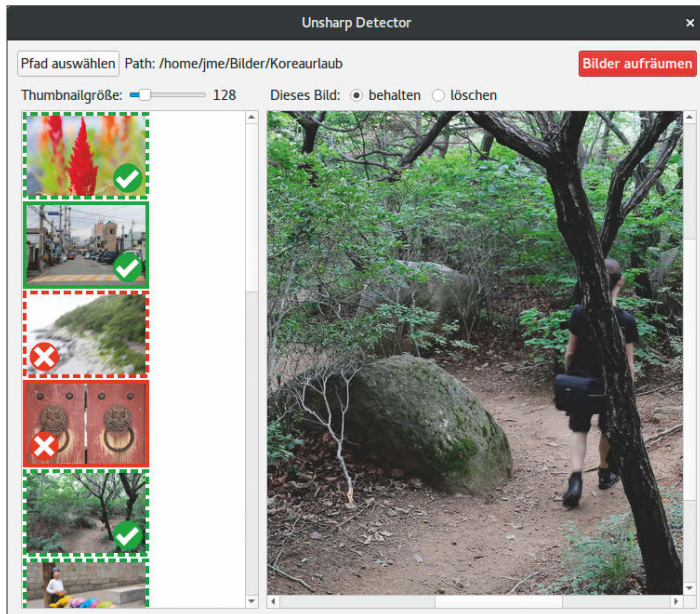 Unsharp Detector
Pfad auswählen Path: /home/jme/Bilder/Koreaurlaub Bilder aufräumen
Thumbnailgröße: 128 Dieses Bild: behalten löschen